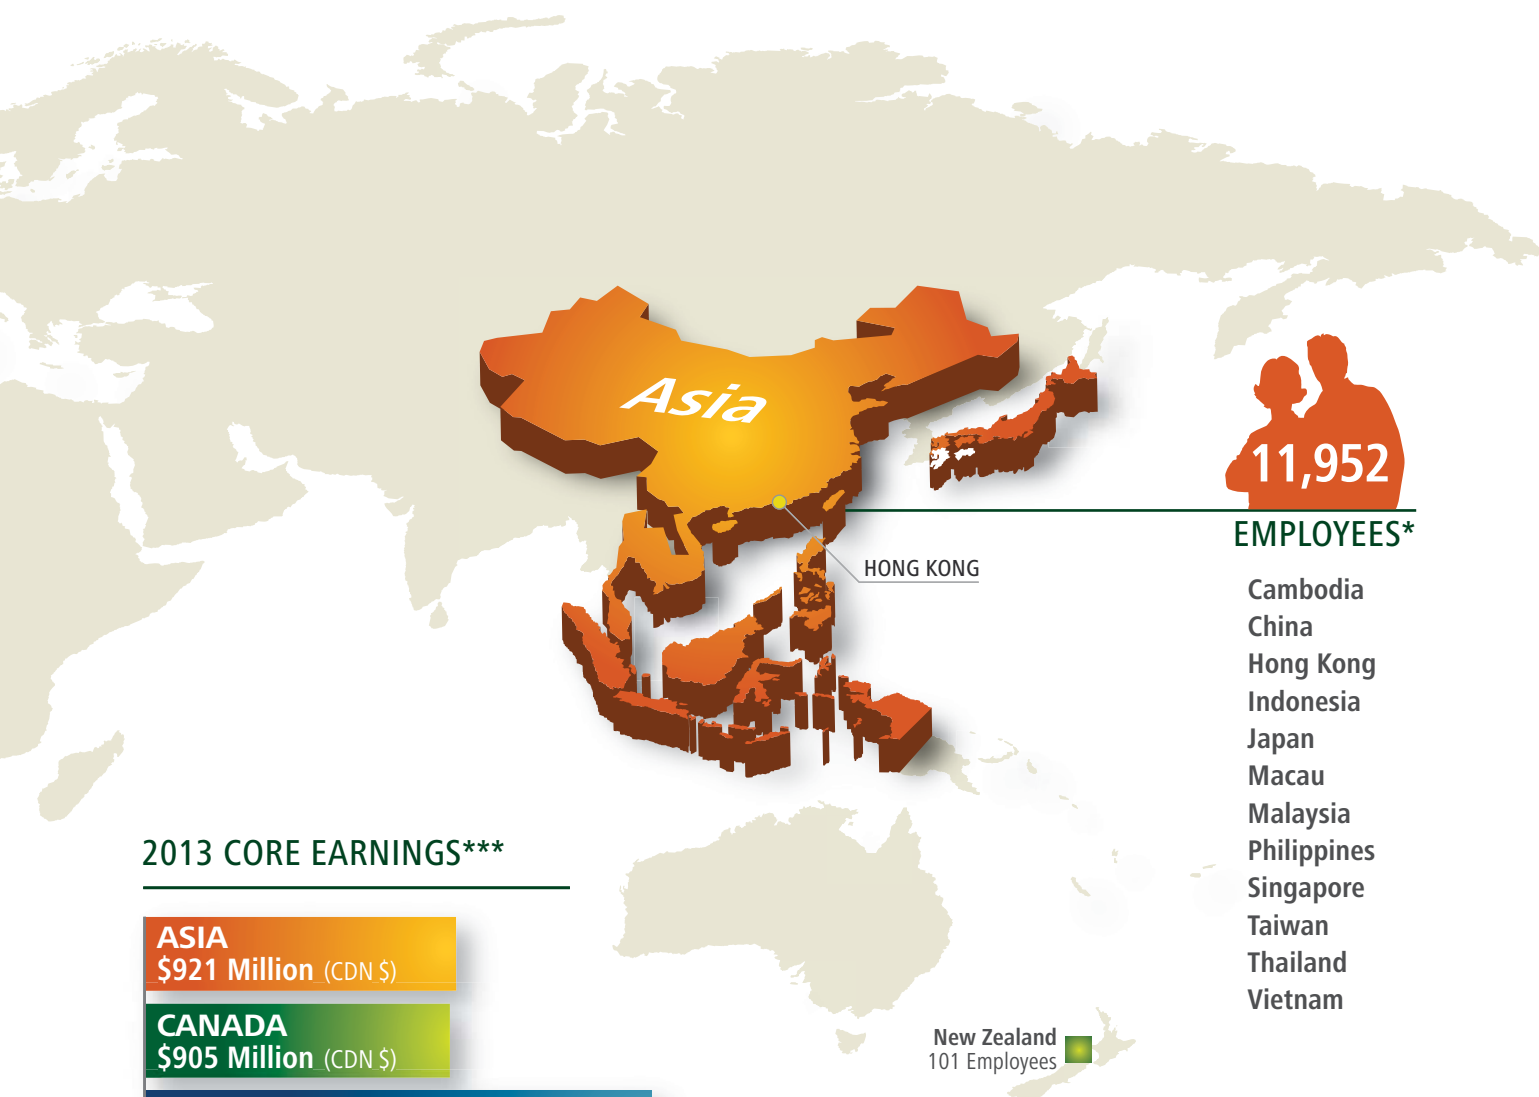 Asia
11,952
EMPLOYEES*
HONG KONG
Cambodia
China
Hong Kong
Indonesia
Japan
Macau
Malaysia
Philippines
Singapore
Taiwan
Thailand
Vietnam
2013 CORE EARNINGS***
ASIA
$921 Million (CDN $)
CANADA
$905 Million (CDN $)
New Zealand
101 Employees